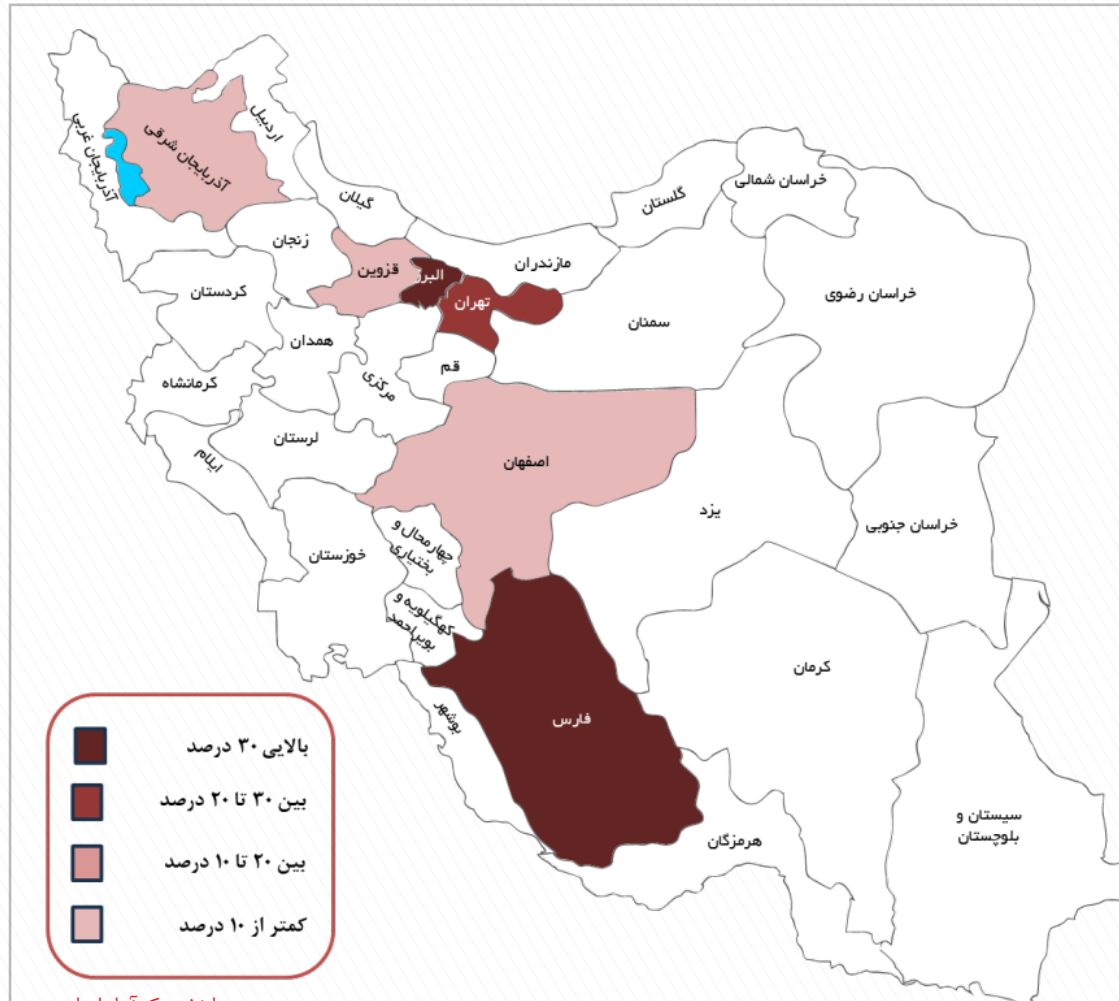 اردبیل
آذربایجان شرقی
آذربایجان غربی
گیلان
زنجان
قزوین
البرز
تهران
مازندران
گلستان
خراسان شمالی
خراسان رضوی
سمنان
کردستان
همدان
قم
مرکزی
کرمانشاه
لرستان
ایلام
اصفهان
یزد
خراسان جنوبی
خوزستان
چهارمحال و
بختیاری
کهگیلویه و
بویراحمد
کرمان
فارس
بوشهر
هرمزگان
سیستان و
بلوچستان
بالایی ۳۰ درصد
بین ۳۰ تا ۲۰ درصد
بین ۲۰ تا ۱۰ درصد
کمتر از ۱۰ درصد